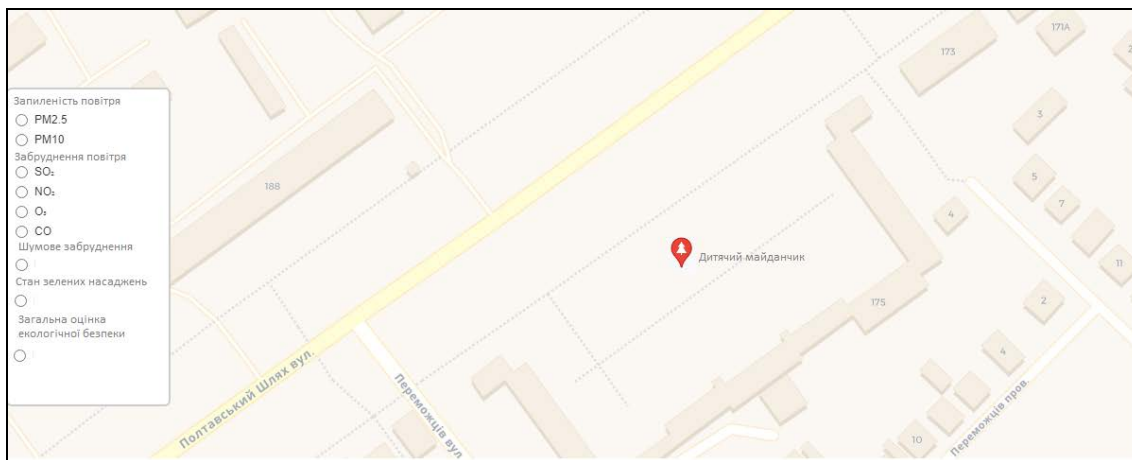 Запиленість повітря
PM2.5
PM10
Забруднення повітря
SO₂
NO₂
O₃
CO
Шумове забруднення
Стан зелених насаджень
Загальна оцінка
екологічної безпеки
188
Полтавський Шлях вул.
Переможців вул.
Дитячий майданчик
175
173
171А
2
3
5
7
4
11
2
4
10
Переможців пров.